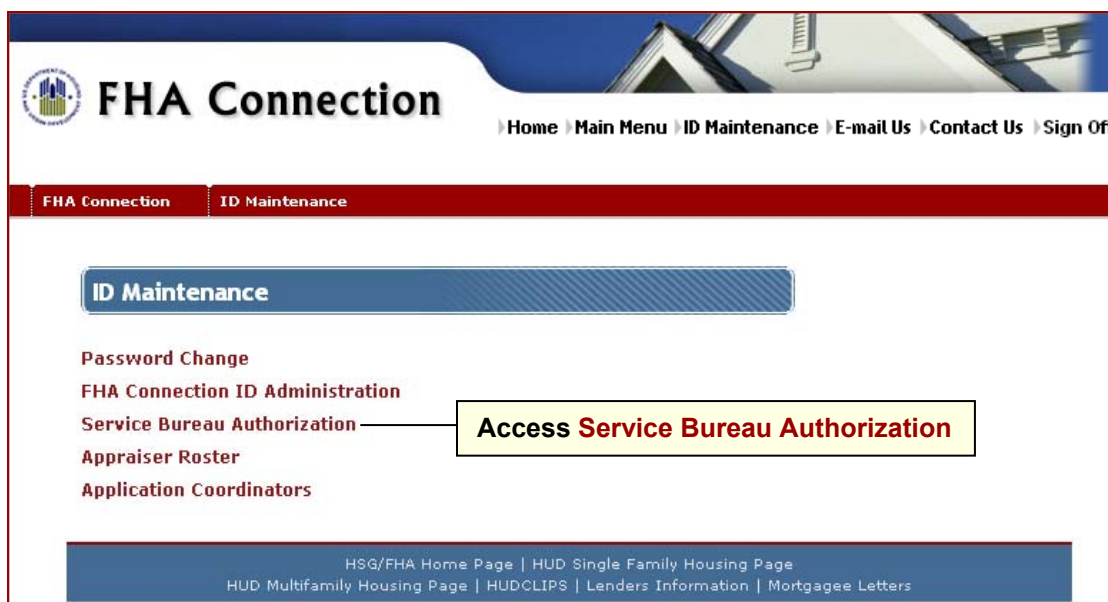 FHA Connection
Home Main Menu ID Maintenance E-mail Us Contact Us Sign Of
FHA Connection ID Maintenance
ID Maintenance
Password Change
FHA Connection ID Administration
Service Bureau Authorization
Access Service Bureau Authorization
Appraiser Roster
Application Coordinators
HSG/FHA Home Page | HUD Single Family Housing Page
HUD Multifamily Housing Page | HUDCLIPS | Lenders Information | Mortgagee Letters